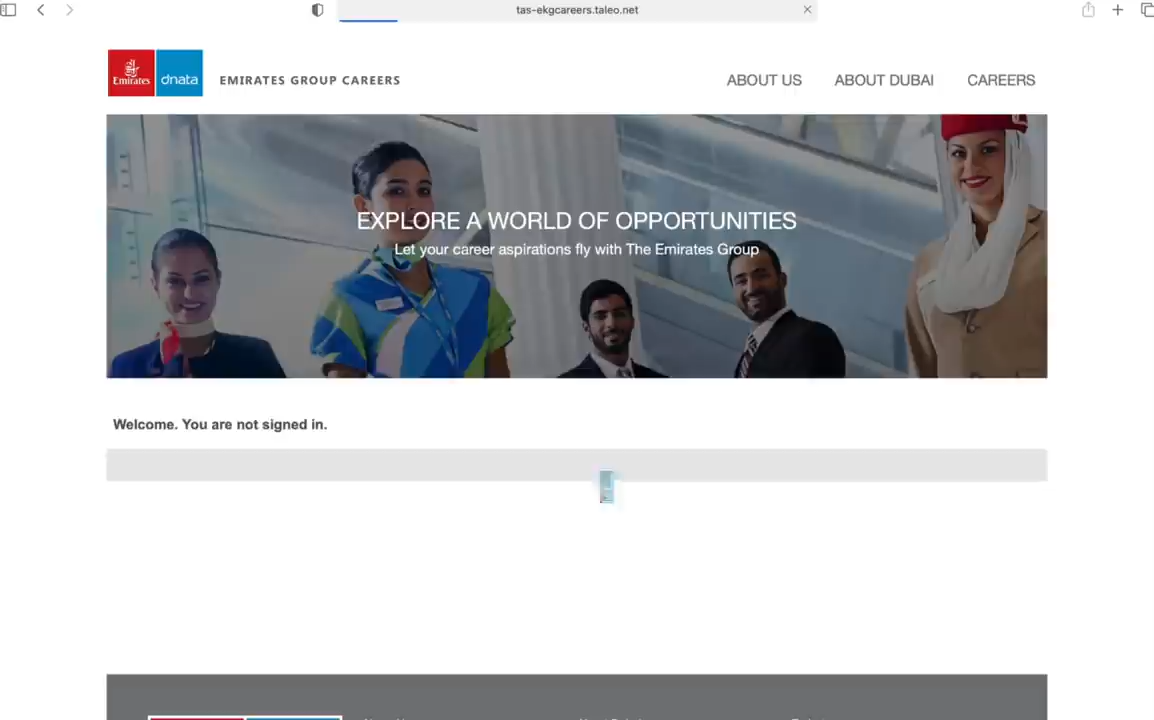 tas-ekgcareers.taleo.net
Emirates
dnata
EMIRATES GROUP CAREERS
ABOUT US
ABOUT DUBAI
CAREERS
EXPLORE A WORLD OF OPPORTUNITIES
Let your career aspirations fly with The Emirates Group
Welcome. You are not signed in.